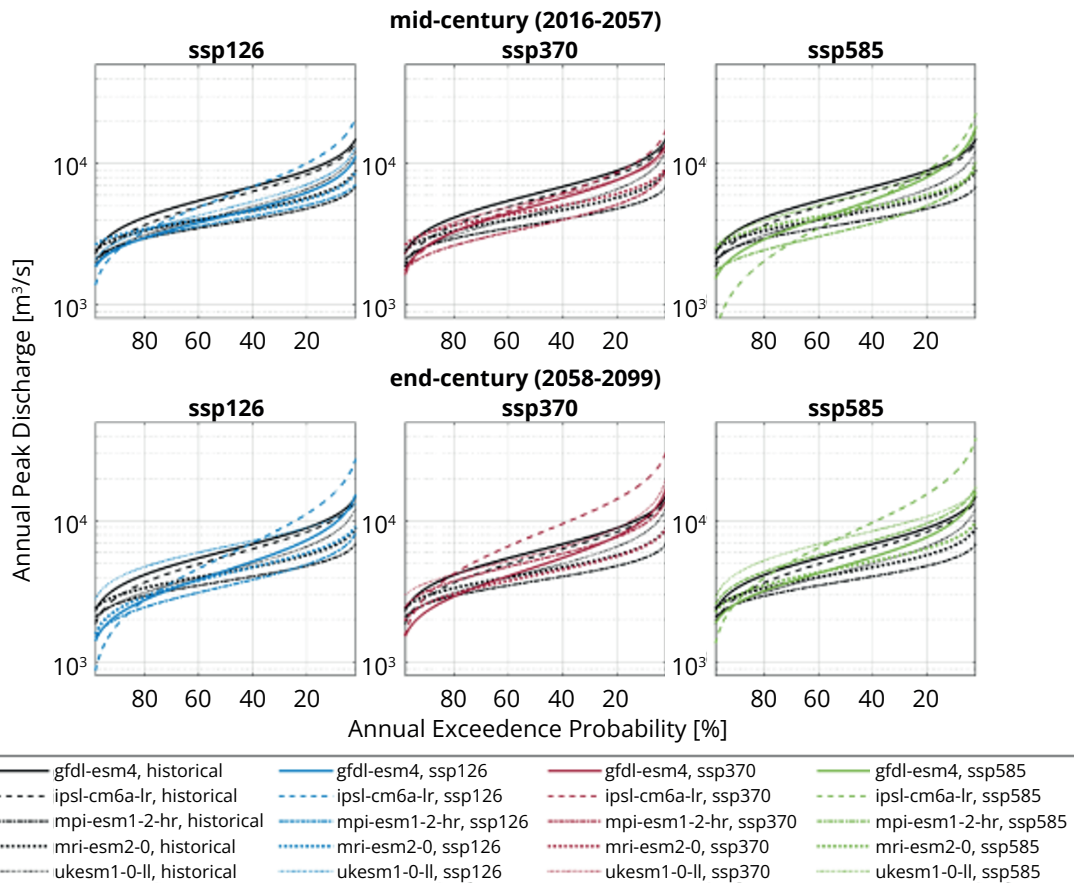 mid-century (2016-2057)
ssp126 ssp370 ssp585
Annual Peak Discharge [m³/s]
10⁴ 10⁴ 10⁴
10³ 10³ 10³
80 60 40 20 80 60 40 20 80 60 40 20
end-century (2058-2099)
ssp126 ssp370 ssp585
10⁴ 10⁴ 10⁴
10³ 10³ 10³
80 60 40 20 80 60 40 20 80 60 40 20
Annual Exceedence Probability [%]
gfdl-esm4, historical gfdl-esm4, ssp126 gfdl-esm4, ssp370 gfdl-esm4, ssp585
ipsl-cm6a-lr, historical ipsl-cm6a-lr, ssp126 ipsl-cm6a-lr, ssp370 ipsl-cm6a-lr, ssp585
mpi-esm1-2-hr, historical mpi-esm1-2-hr, ssp126 mpi-esm1-2-hr, ssp370 mpi-esm1-2-hr, ssp585
mri-esm2-0, historical mri-esm2-0, ssp126 mri-esm2-0, ssp370 mri-esm2-0, ssp585
ukesm1-0-ll, historical ukesm1-0-ll, ssp126 ukesm1-0-ll, ssp370 ukesm1-0-ll, ssp585